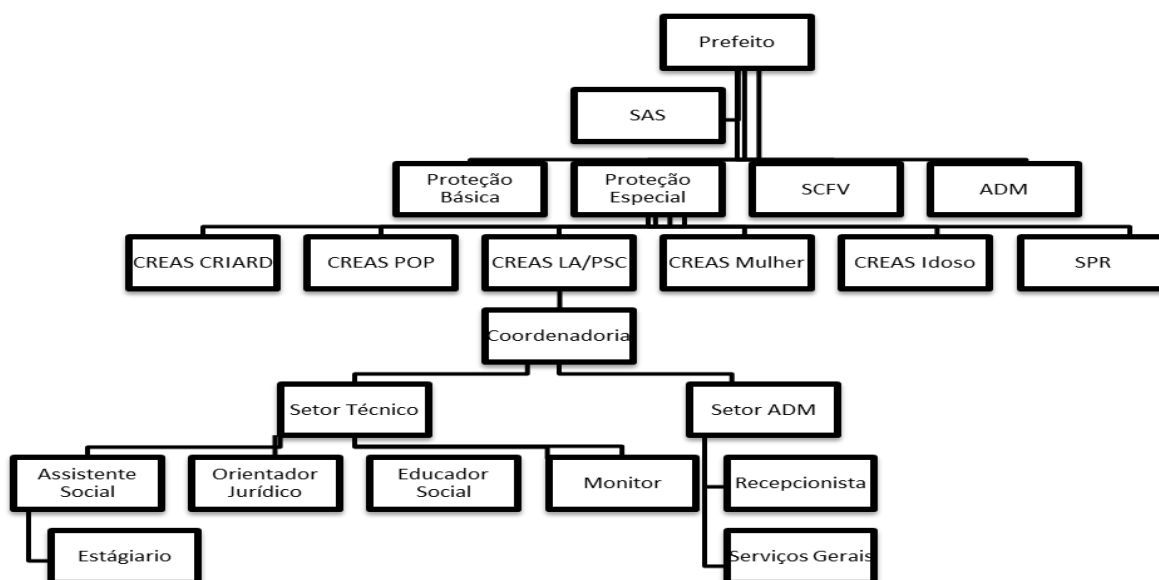 Prefeito
SAS
Proteção
Básica
Proteção
Especial
SCFV
ADM
CREAS CRIARD
CREAS POP
CREAS LA/PSC
CREAS Mulher
CREAS Idoso
SPR
Coordenadoria
Setor Técnico
Setor ADM
Assistente
Social
Orientador
Jurídico
Educador
Social
Monitor
Recepcionista
Estágiario
Serviços Gerais